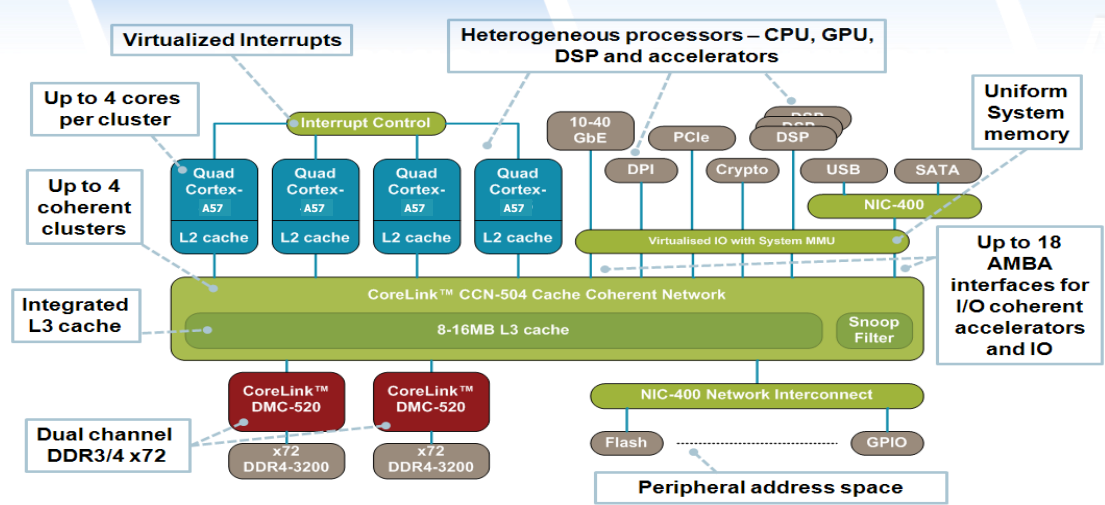 Virtualized Interrupts
Heterogeneous processors – CPU, GPU,
DSP and accelerators
Up to 4 cores
per cluster
Uniform
System
memory
Interrupt Control
10-40
GbE
PCIe
DSP
DSP
DSP
DPI
Crypto
USB
SATA
Quad
Cortex-
A57
L2 cache
Quad
Cortex-
A57
L2 cache
Quad
Cortex-
A57
L2 cache
Quad
Cortex-
A57
L2 cache
NIC-400
Up to 4
coherent
clusters
Virtualised IO with System MMU
Up to 18
AMBA
interfaces for
I/O coherent
accelerators
and IO
Integrated
L3 cache
CoreLink™ CCN-504 Cache Coherent Network
8-16MB L3 cache
Snoop
Filter
CoreLink™
DMC-520
CoreLink™
DMC-520
NIC-400 Network Interconnect
Dual channel
DDR3/4 x72
x72
DDR4-3200
x72
DDR4-3200
Flash
GPIO
Peripheral address space